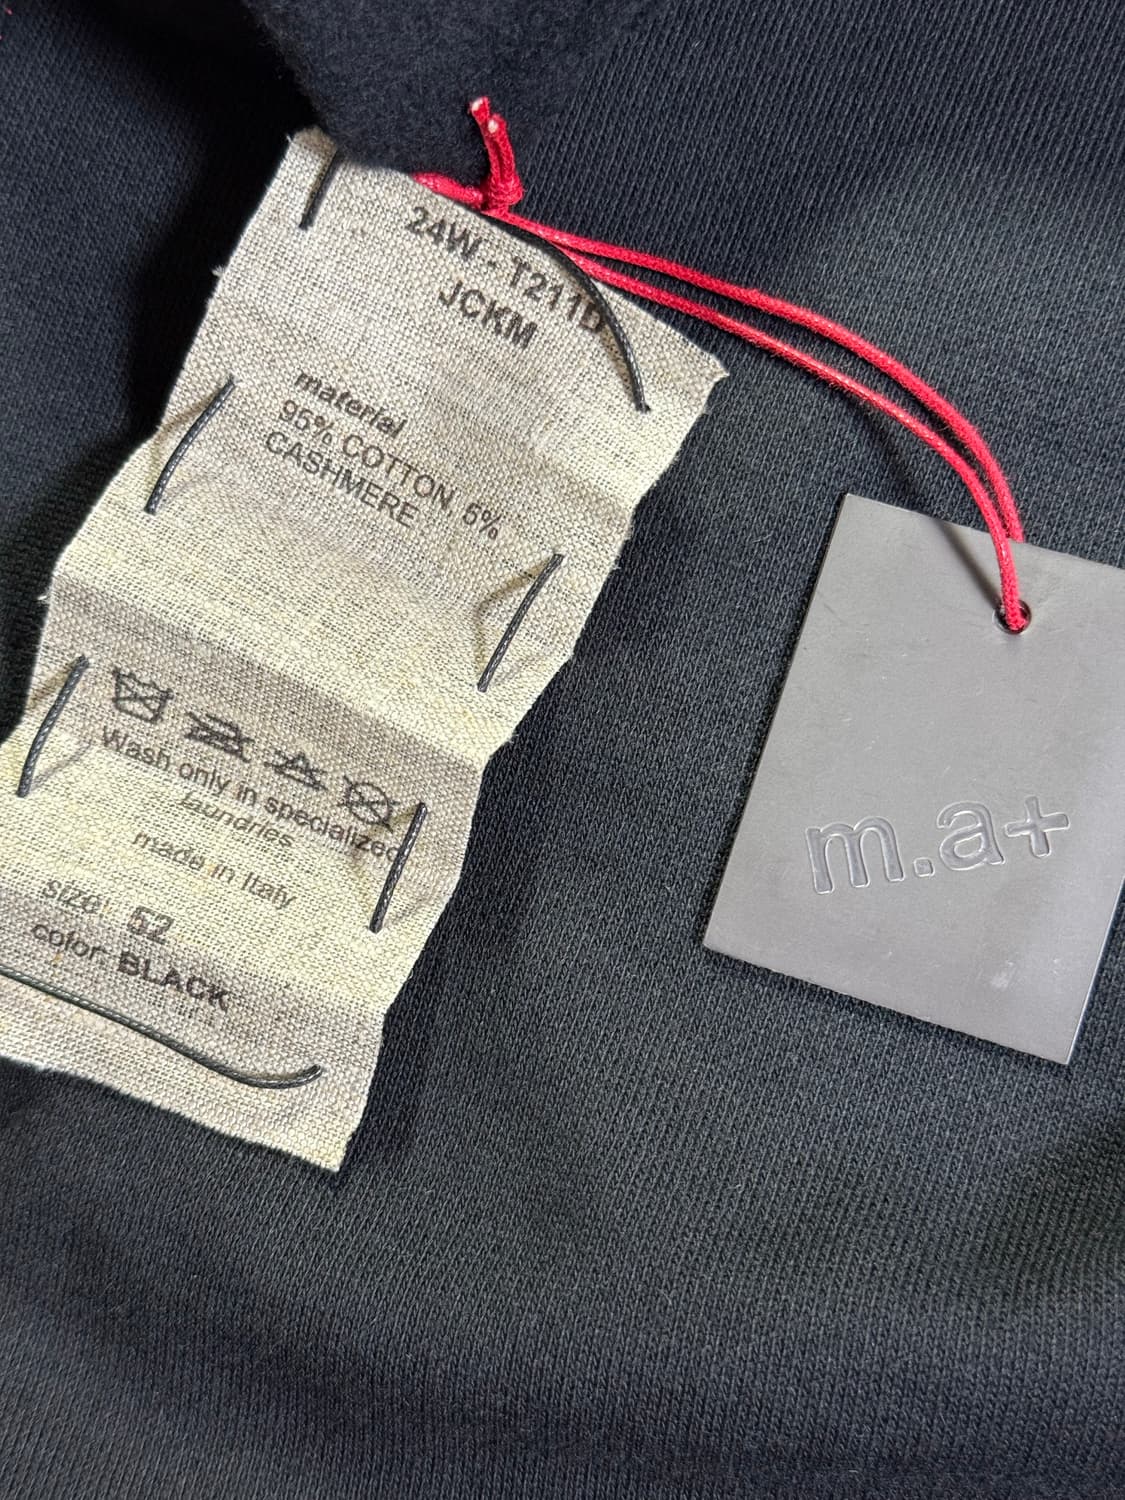 24W - T211D
JCKM
material
95% COTTON, 5%
CASHMERE
Wash only in specialized
laundries
made in Italy
size: 52
color: BLACK
m.a+